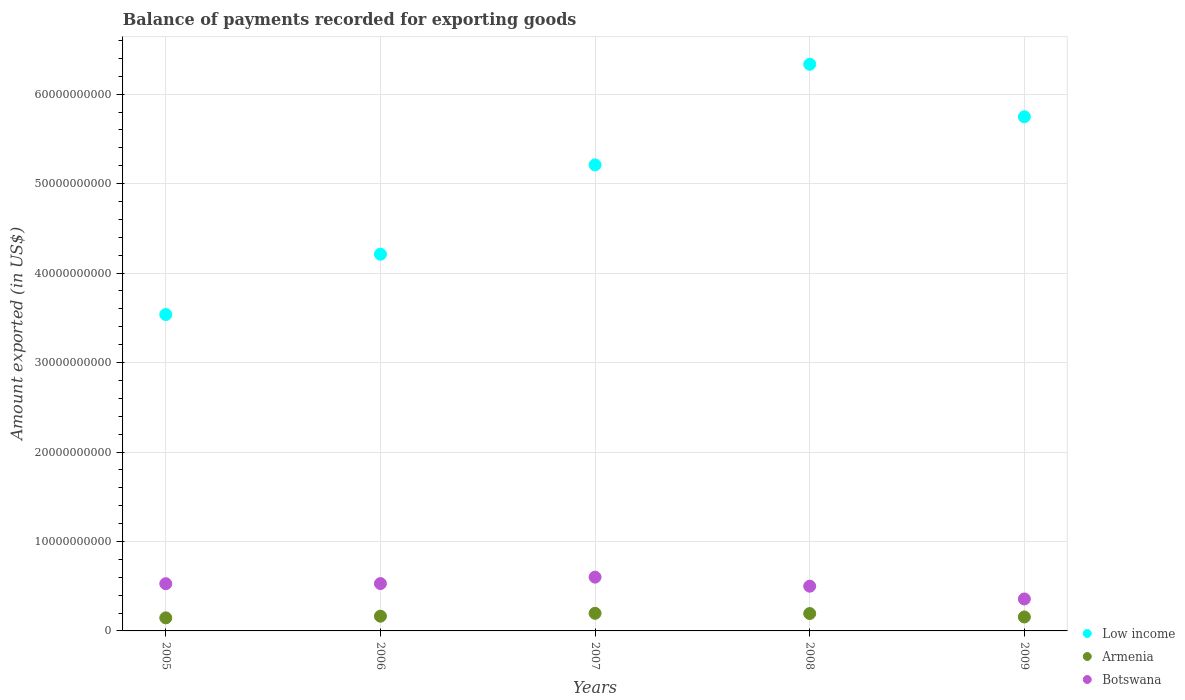 Balance of payments recorded for exporting goods
Amount exported (in US$)
60000000000
50000000000
40000000000
30000000000
20000000000
10000000000
0
2005
2006
2007
2008
2009
Years
Low income
Armenia
Botswana